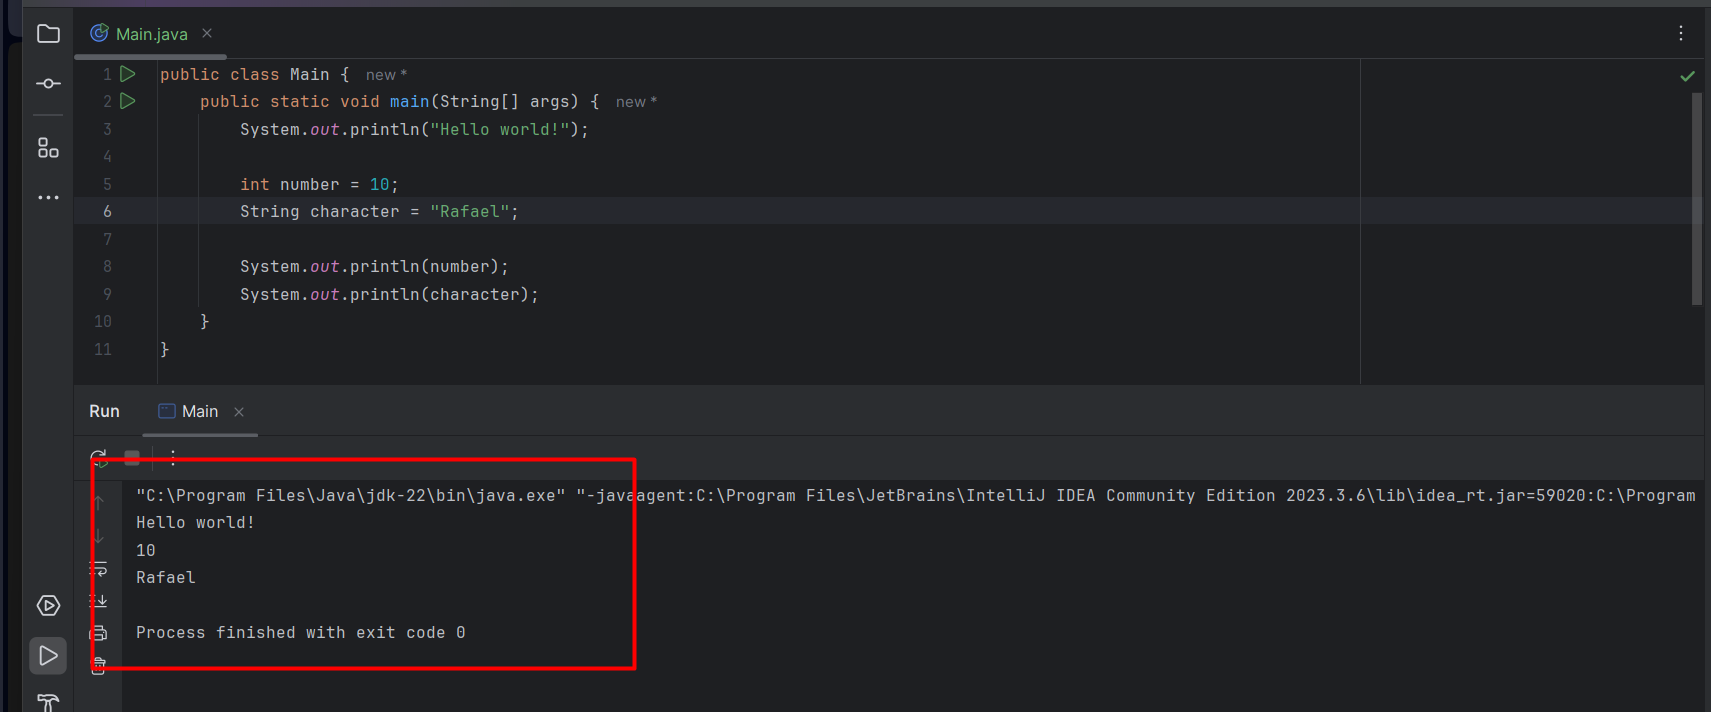 Main.java
1 public class Main { new *
2 public static void main(String[] args) { new *
3 System.out.println("Hello world!");
4
5 int number = 10;
6 String character = "Rafael";
7
8 System.out.println(number);
9 System.out.println(character);
10 }
11 }
Run Main
"C:\Program Files\Java\jdk-22\bin\java.exe" "-javaagent:C:\Program Files\JetBrains\IntelliJ IDEA Community Edition 2023.3.6\lib\idea_rt.jar=59020:C:\Program
Hello world!
10
Rafael
Process finished with exit code 0